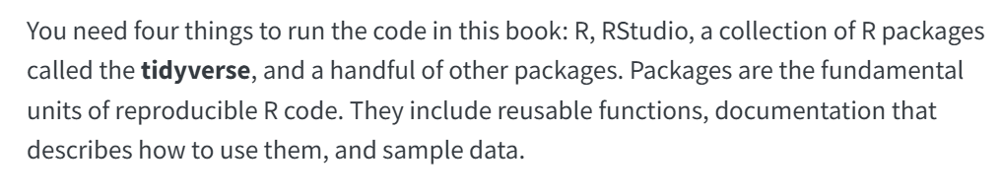 You need four things to run the code in this book: R, RStudio, a collection of R packages
called the tidyverse, and a handful of other packages. Packages are the fundamental
units of reproducible R code. They include reusable functions, documentation that
describes how to use them, and sample data.